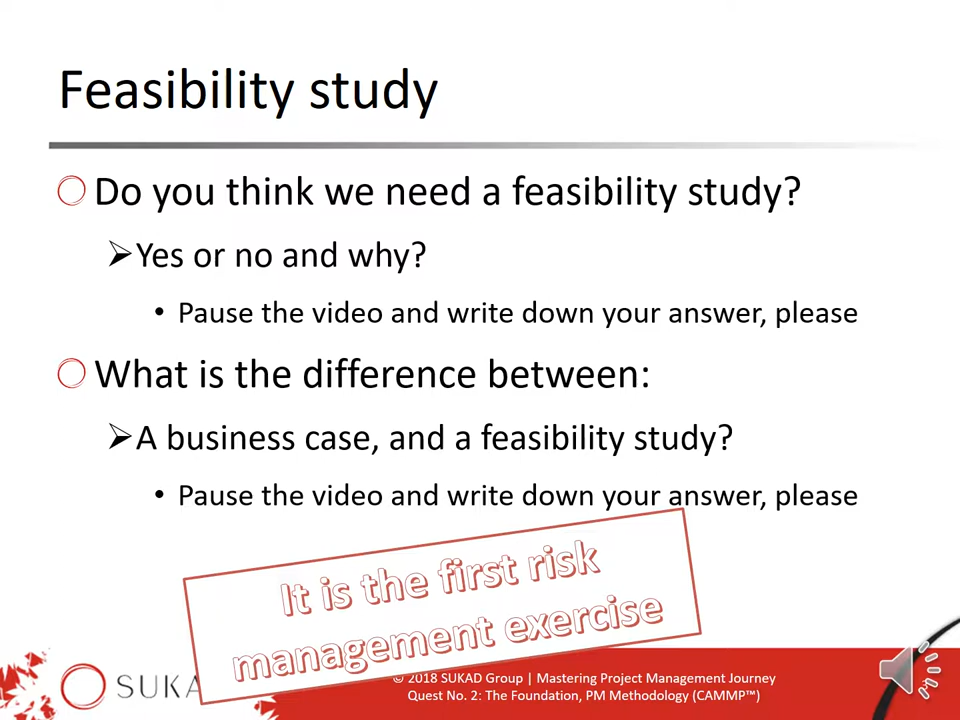 Feasibility study
Do you think we need a feasibility study?
Yes or no and why?
• Pause the video and write down your answer, please
What is the difference between:
A business case, and a feasibility study?
• Pause the video and write down your answer, please
It is the first risk
management exercise
SUKA
© 2018 SUKAD Group | Mastering Project Management Journey
Quest No. 2: The Foundation, PM Methodology (CAMMP™)